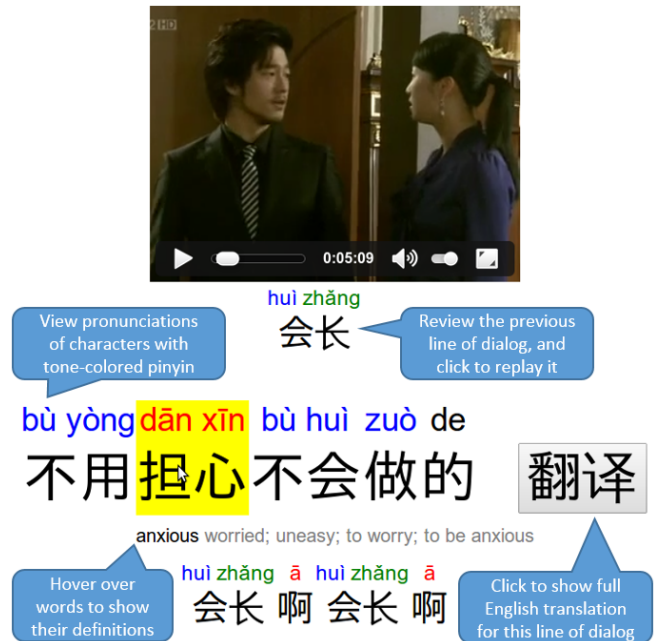 2 HD
0:05:09
huì zhǎng
会长
View pronunciations
of characters with
tone-colored pinyin
Review the previous
line of dialog, and
click to replay it
bù yòng dān xīn bù huì zuò de
不用担心不会做的
翻译
anxious worried; uneasy; to worry; to be anxious
Hover over
words to show
their definitions
huì zhǎng ā huì zhǎng ā
会长 啊 会长 啊
Click to show full
English translation
for this line of dialog